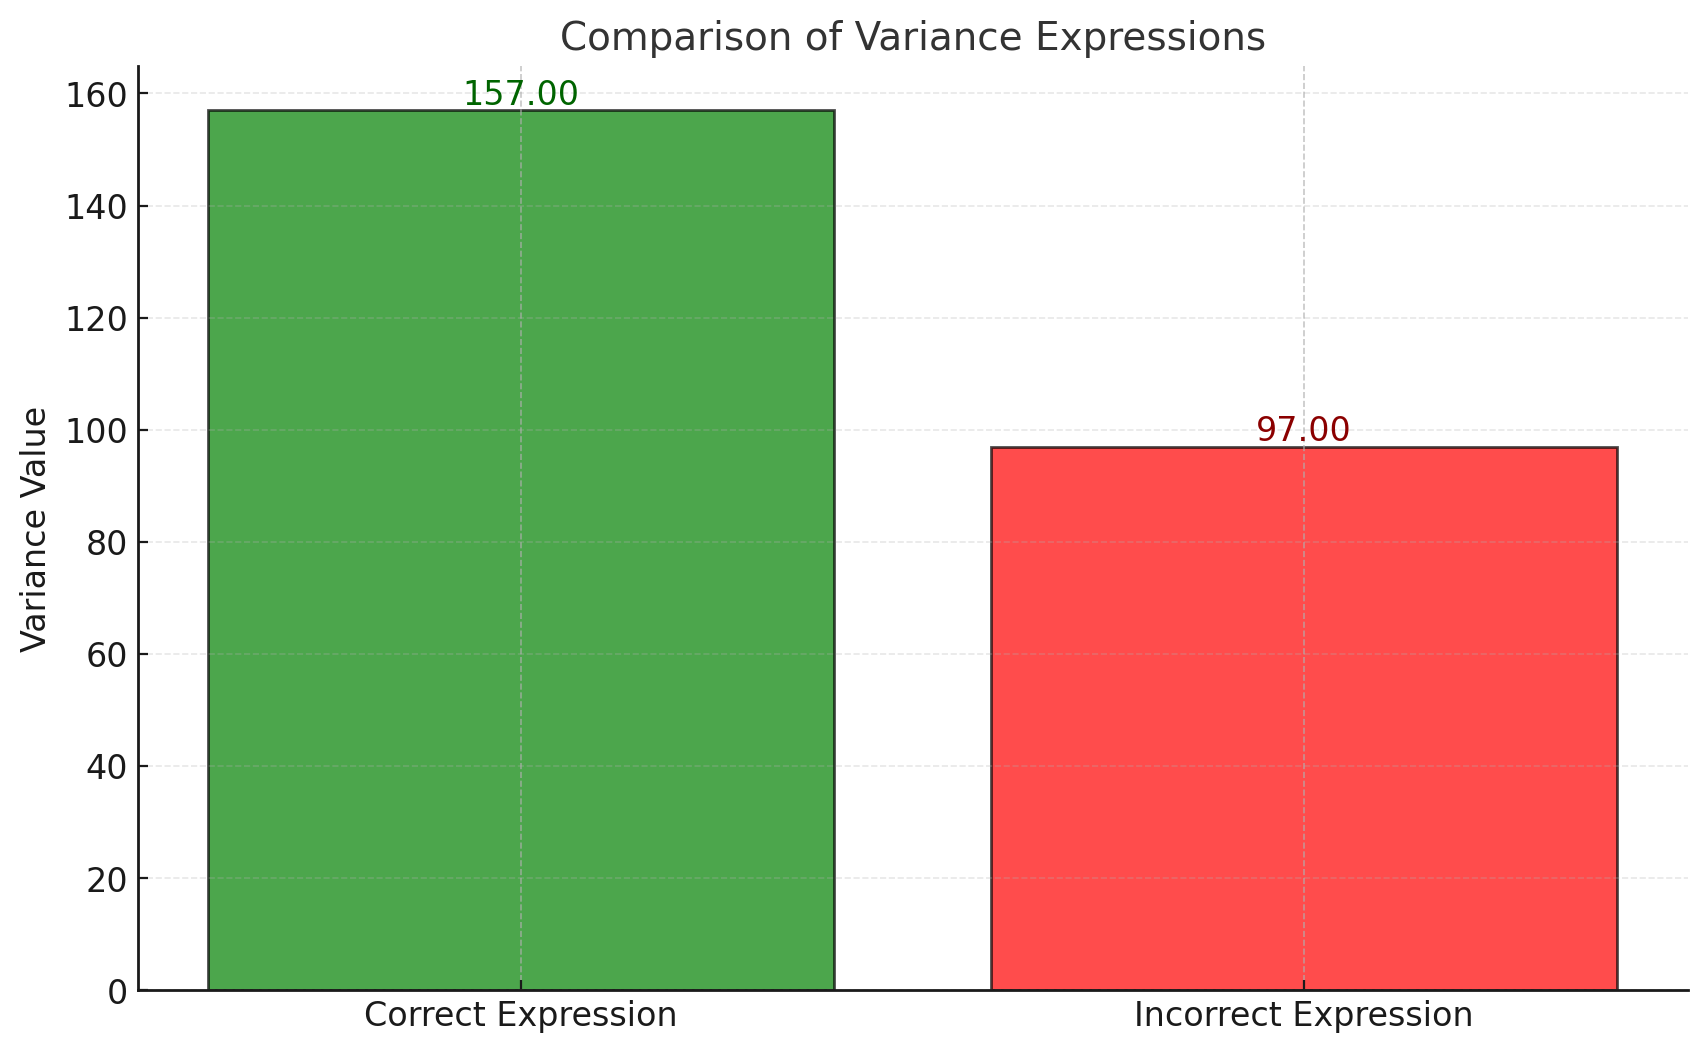 Comparison of Variance Expressions
Variance Value
160
140
120
100
80
60
40
20
0
157.00
97.00
Correct Expression
Incorrect Expression